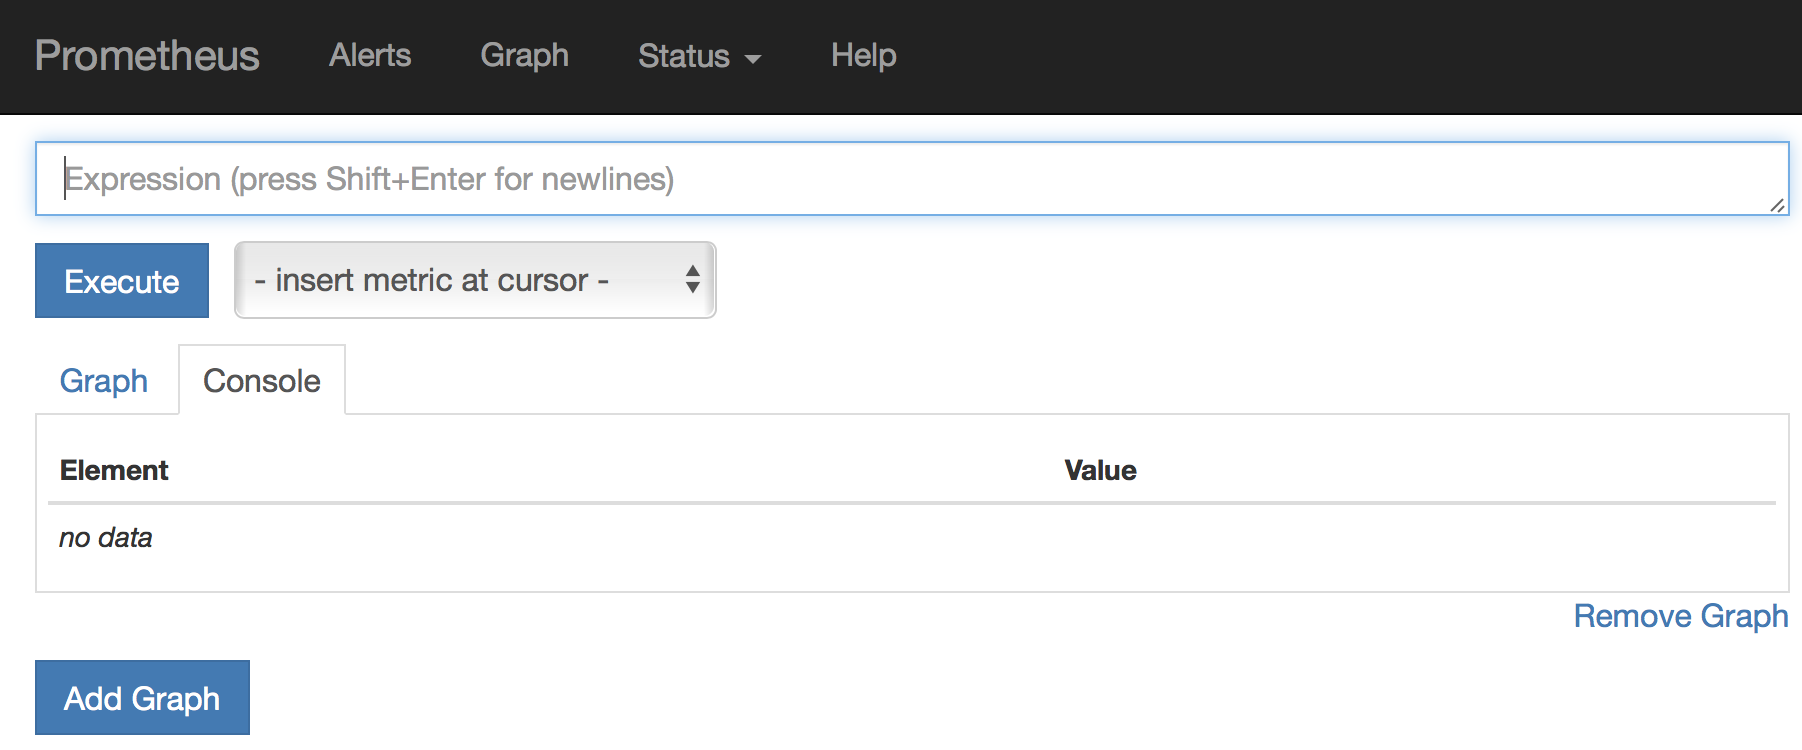 Prometheus Alerts Graph Status Help
Expression (press Shift+Enter for newlines)
Execute - insert metric at cursor -
Graph Console
Element Value
no data
Remove Graph
Add Graph